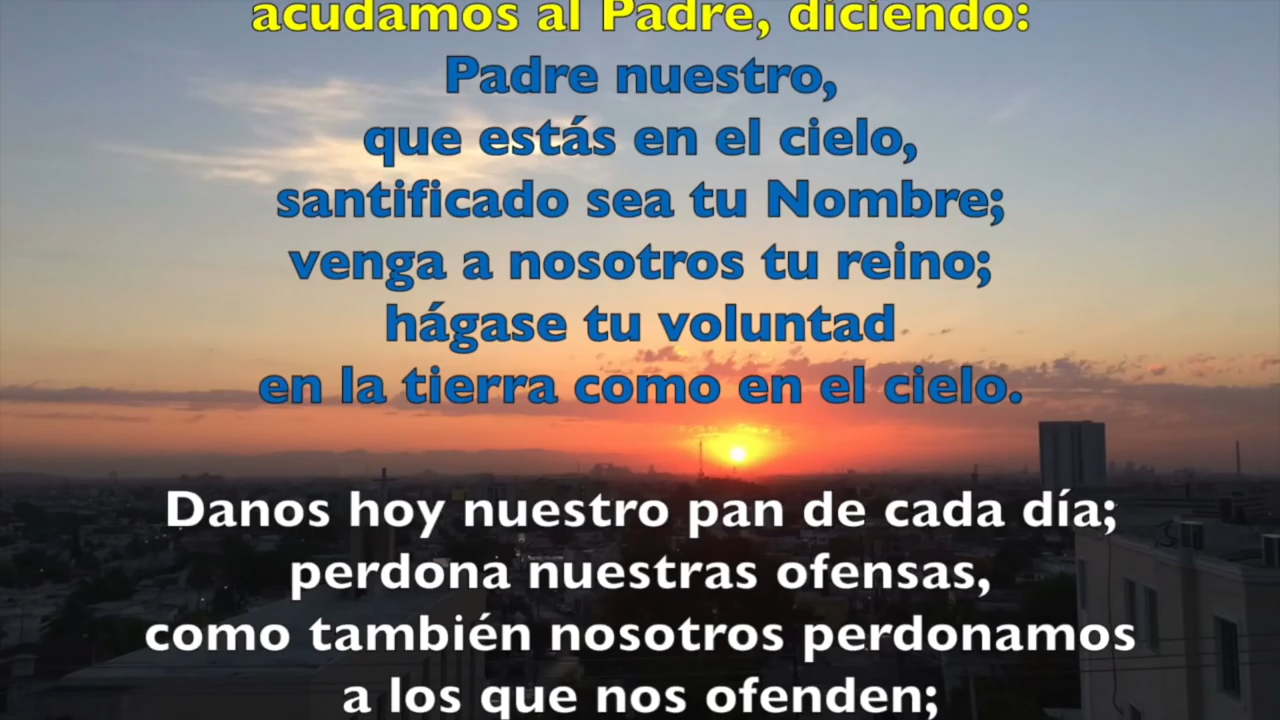 acudamos al Padre, diciendo:
Padre nuestro,
que estás en el cielo,
santificado sea tu Nombre;
venga a nosotros tu reino;
hágase tu voluntad
en la tierra como en el cielo.
Danos hoy nuestro pan de cada día;
perdona nuestras ofensas,
como también nosotros perdonamos
a los que nos ofenden;